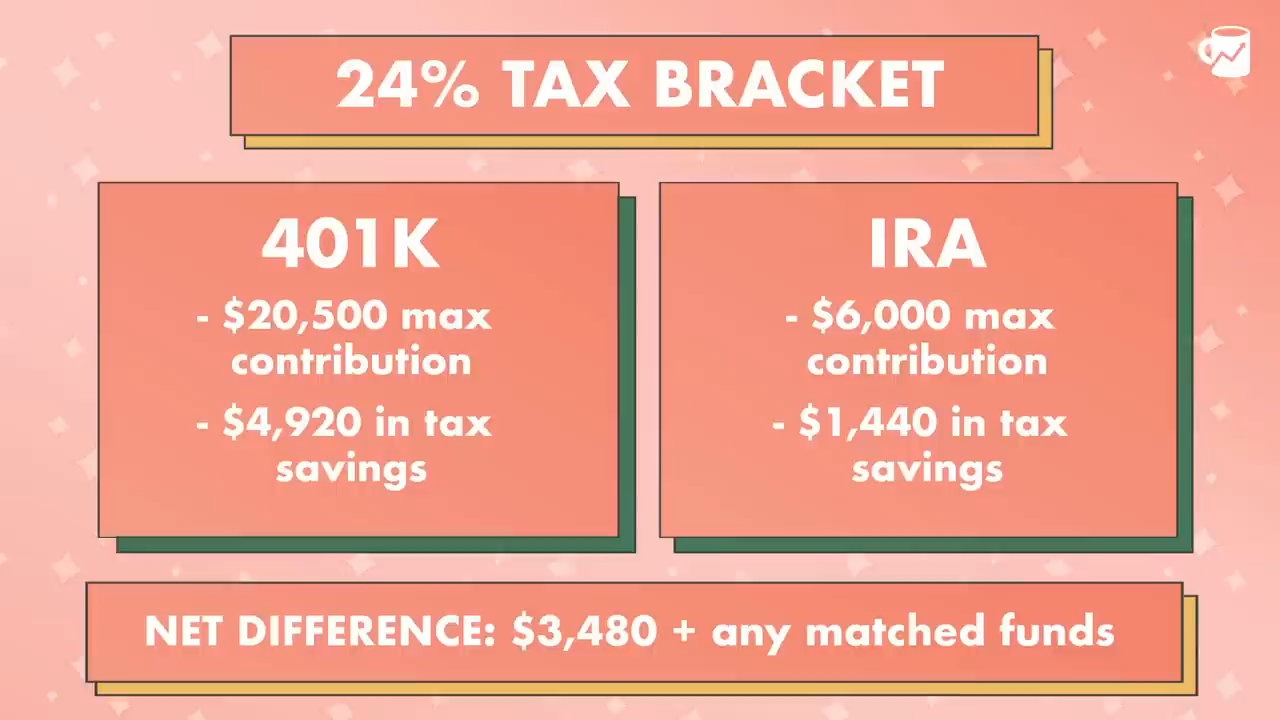 24% TAX BRACKET
401K
- $20,500 max
contribution
- $4,920 in tax
savings
IRA
- $6,000 max
contribution
- $1,440 in tax
savings
NET DIFFERENCE: $3,480 + any matched funds